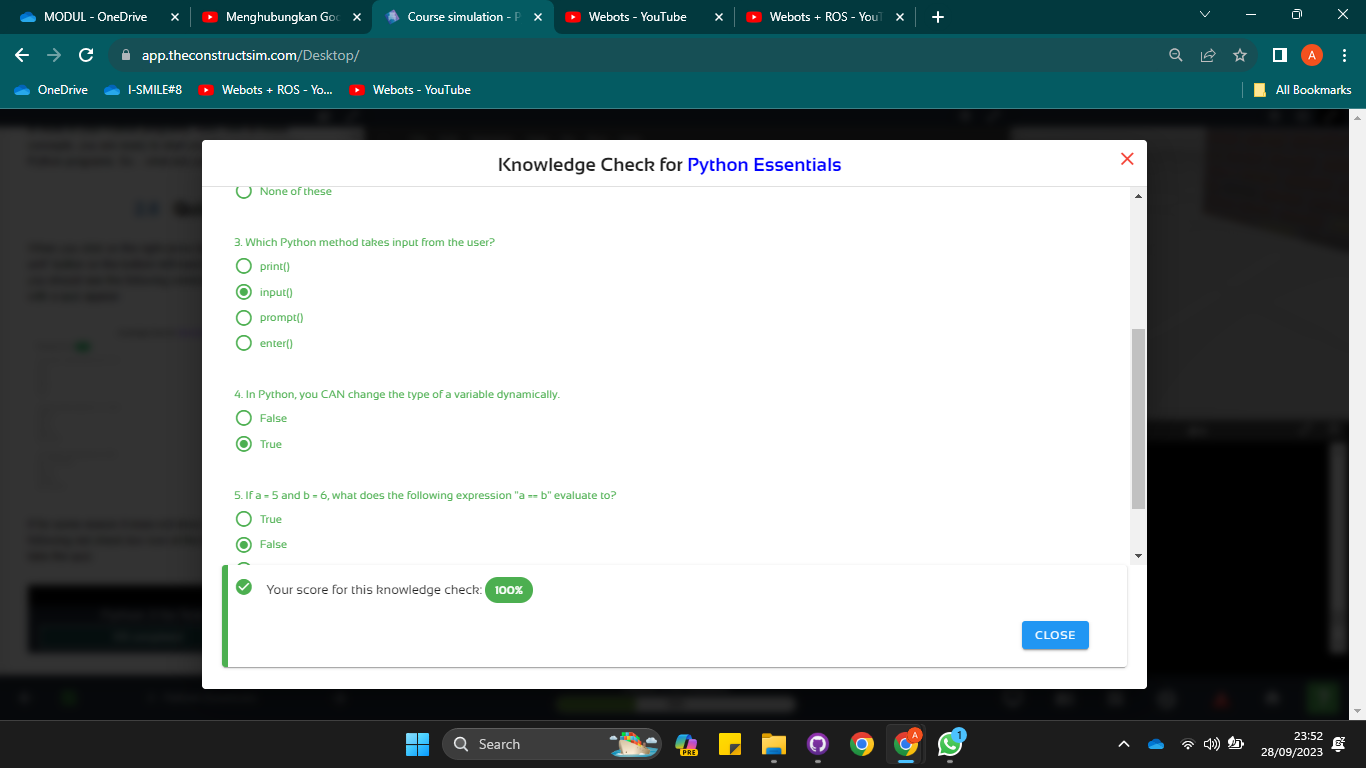 MODUL - OneDrive
Menghubungkan Goo
Course simulation - P
Webots - YouTube
Webots + ROS - YouT
app.theconstructsim.com/Desktop/
A
OneDrive
I-SMILE#8
Webots + ROS - Yo...
Webots - YouTube
All Bookmarks
Knowledge Check for Python Essentials
None of these
3. Which Python method takes input from the user?
print()
input()
prompt()
enter()
4. In Python, you CAN change the type of a variable dynamically.
False
True
5. If a = 5 and b = 6, what does the following expression "a == b" evaluate to?
True
False
Your score for this knowledge check: 100%
CLOSE
Search
PRE
A
1
23:52
28/09/2023